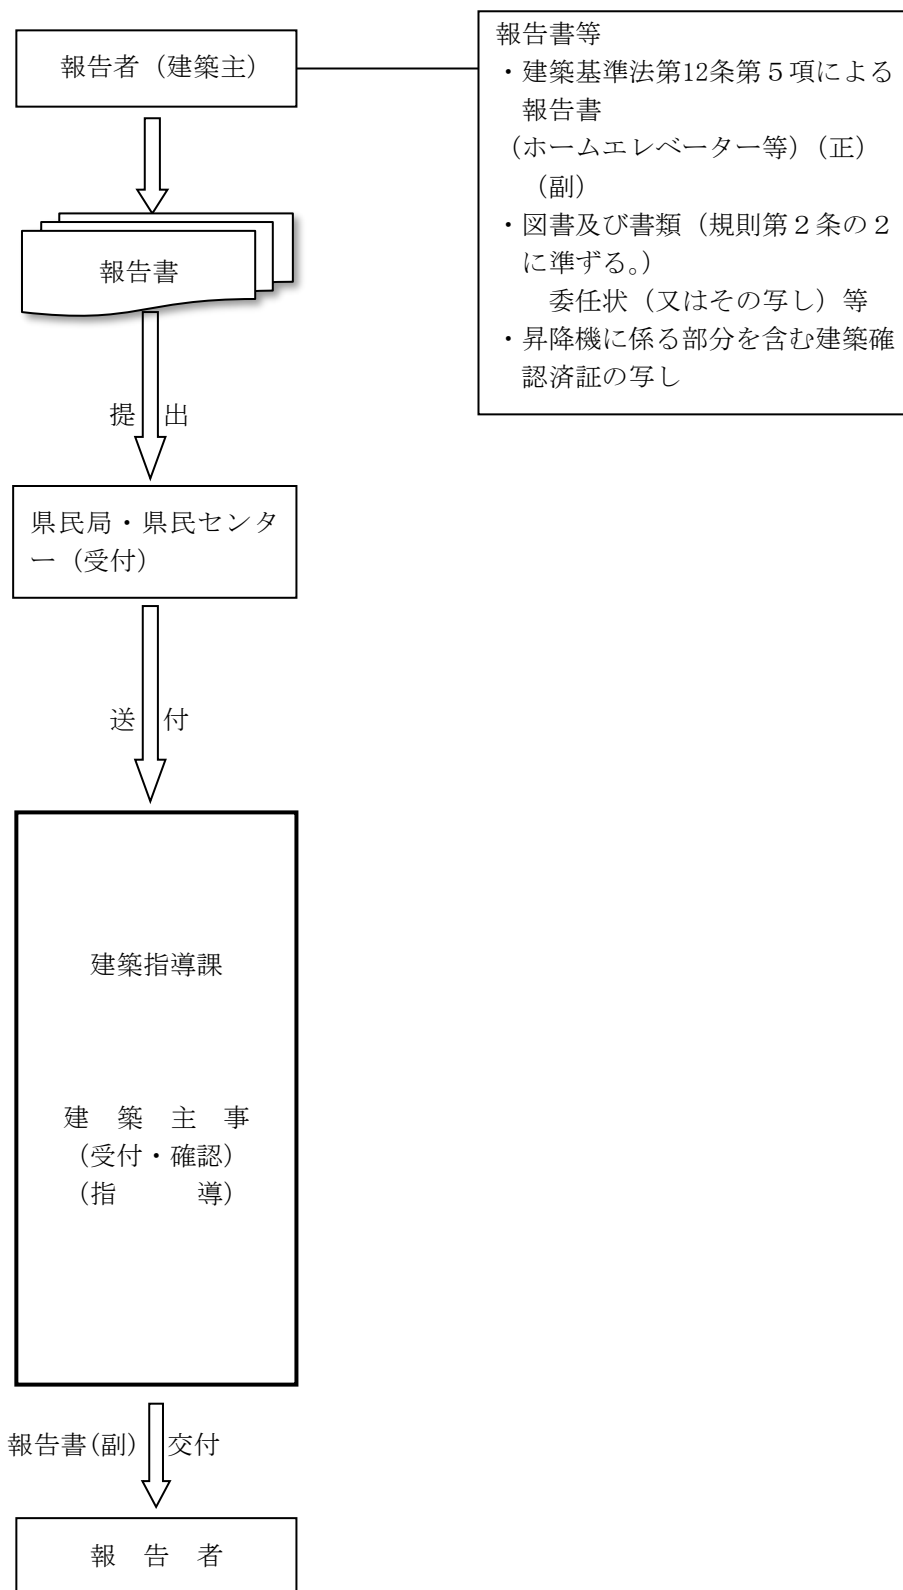 報告者（建築主）
報告書等
・建築基準法第12条第５項による
報告書
（ホームエレベーター等）（正）
（副）
・図書及び書類（規則第２条の２
に準ずる。）
委任状（又はその写し）等
・昇降機に係る部分を含む建築確
認済証の写し
報告書
提 出
県民局・県民センタ
ー（受付）
送 付
建築指導課
建 築 主 事
（受付・確認）
（指 導）
報告書(副) 交付
報 告 者